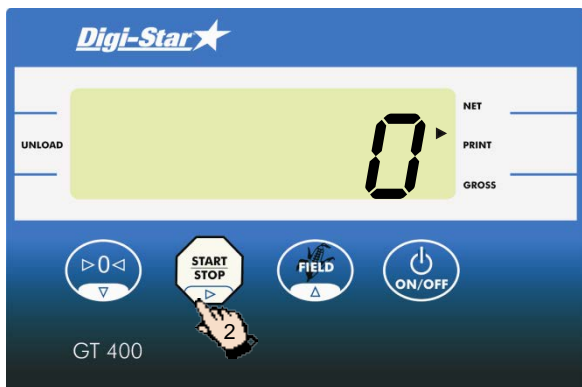 Digi-Star
NET
UNLOAD
0
PRINT
GROSS
▷0◁
START
STOP
FIELD
ON/OFF
2
GT 400